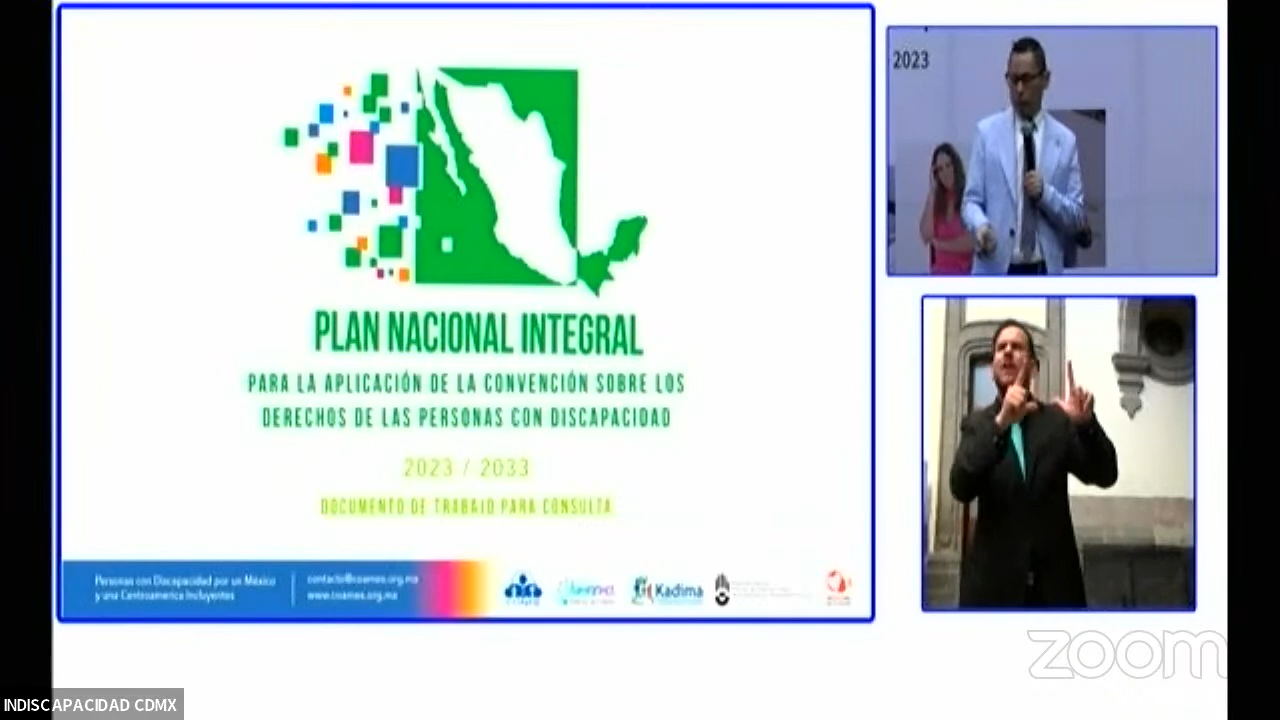 PLAN NACIONAL INTEGRAL
PARA LA APLICACIÓN DE LA CONVENCIÓN SOBRE LOS
DERECHOS DE LAS PERSONAS CON DISCAPACIDAD
2023 / 2033
DOCUMENTO DE TRABAJO PARA CONSULTA
Personas con Discapacidad por un México
y una Centroamerica Incluyentes
contacto@coames.org.mx
www.coames.org.mx
Kadima
2023
zoom
INDISCAPACIDAD CDMX